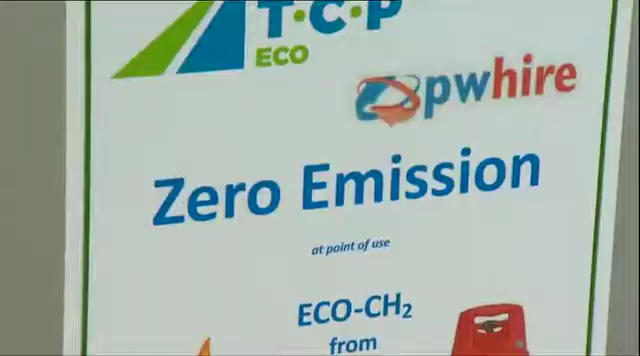 T·C·P
ECO
pwhire
Zero Emission
at point of use
ECO-CH₂
from